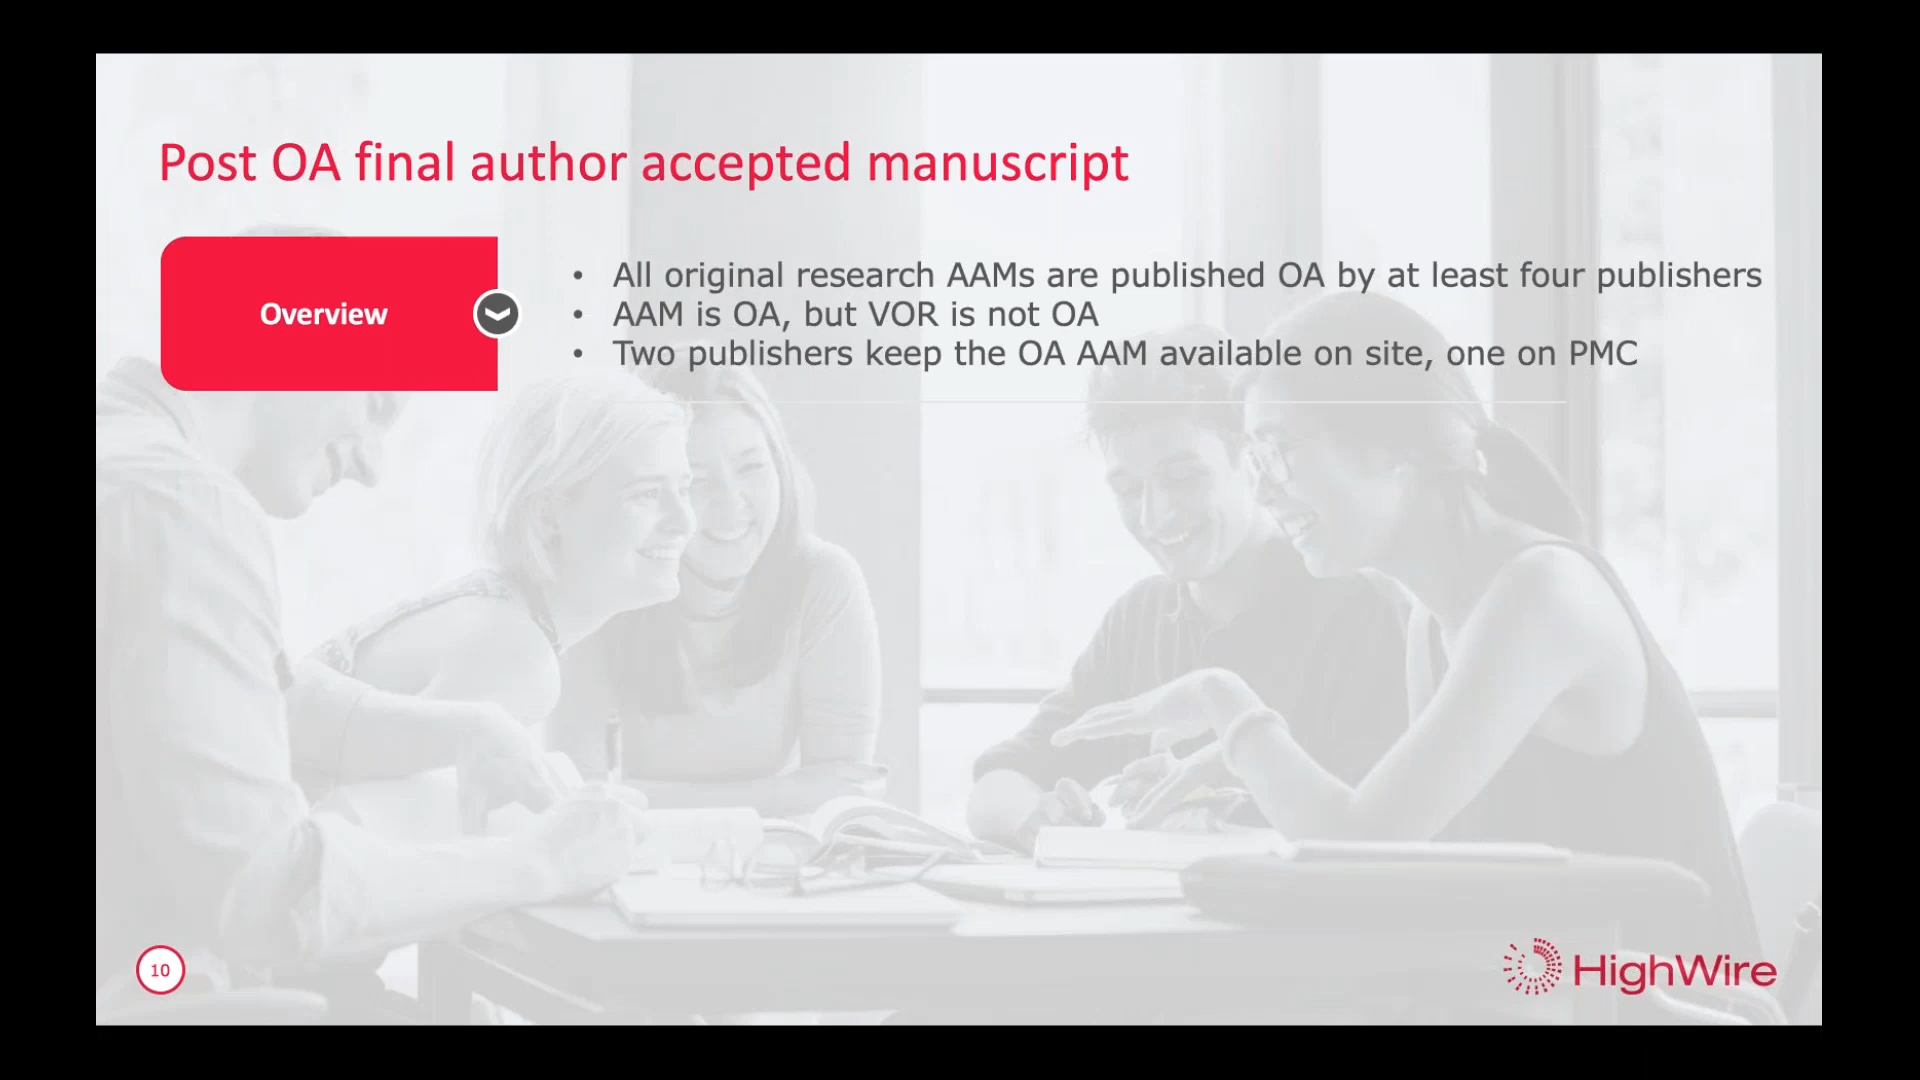 Post OA final author accepted manuscript
Overview
• All original research AAMs are published OA by at least four publishers
• AAM is OA, but VOR is not OA
• Two publishers keep the OA AAM available on site, one on PMC
10
HighWire